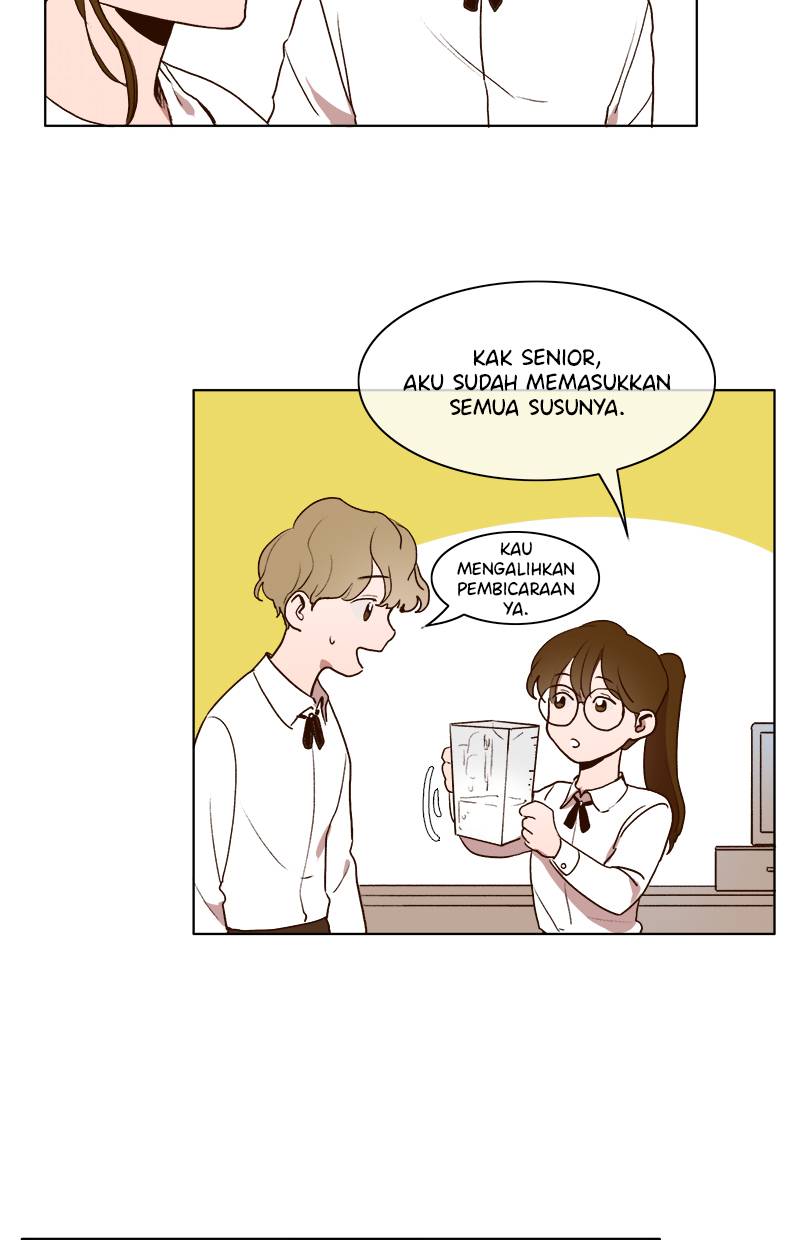 KAK SENIOR,
AKU SUDAH MEMASUKKAN
SEMUA SUSUNYA.
KAU
MENGALIHKAN
PEMBICARAAN
YA.